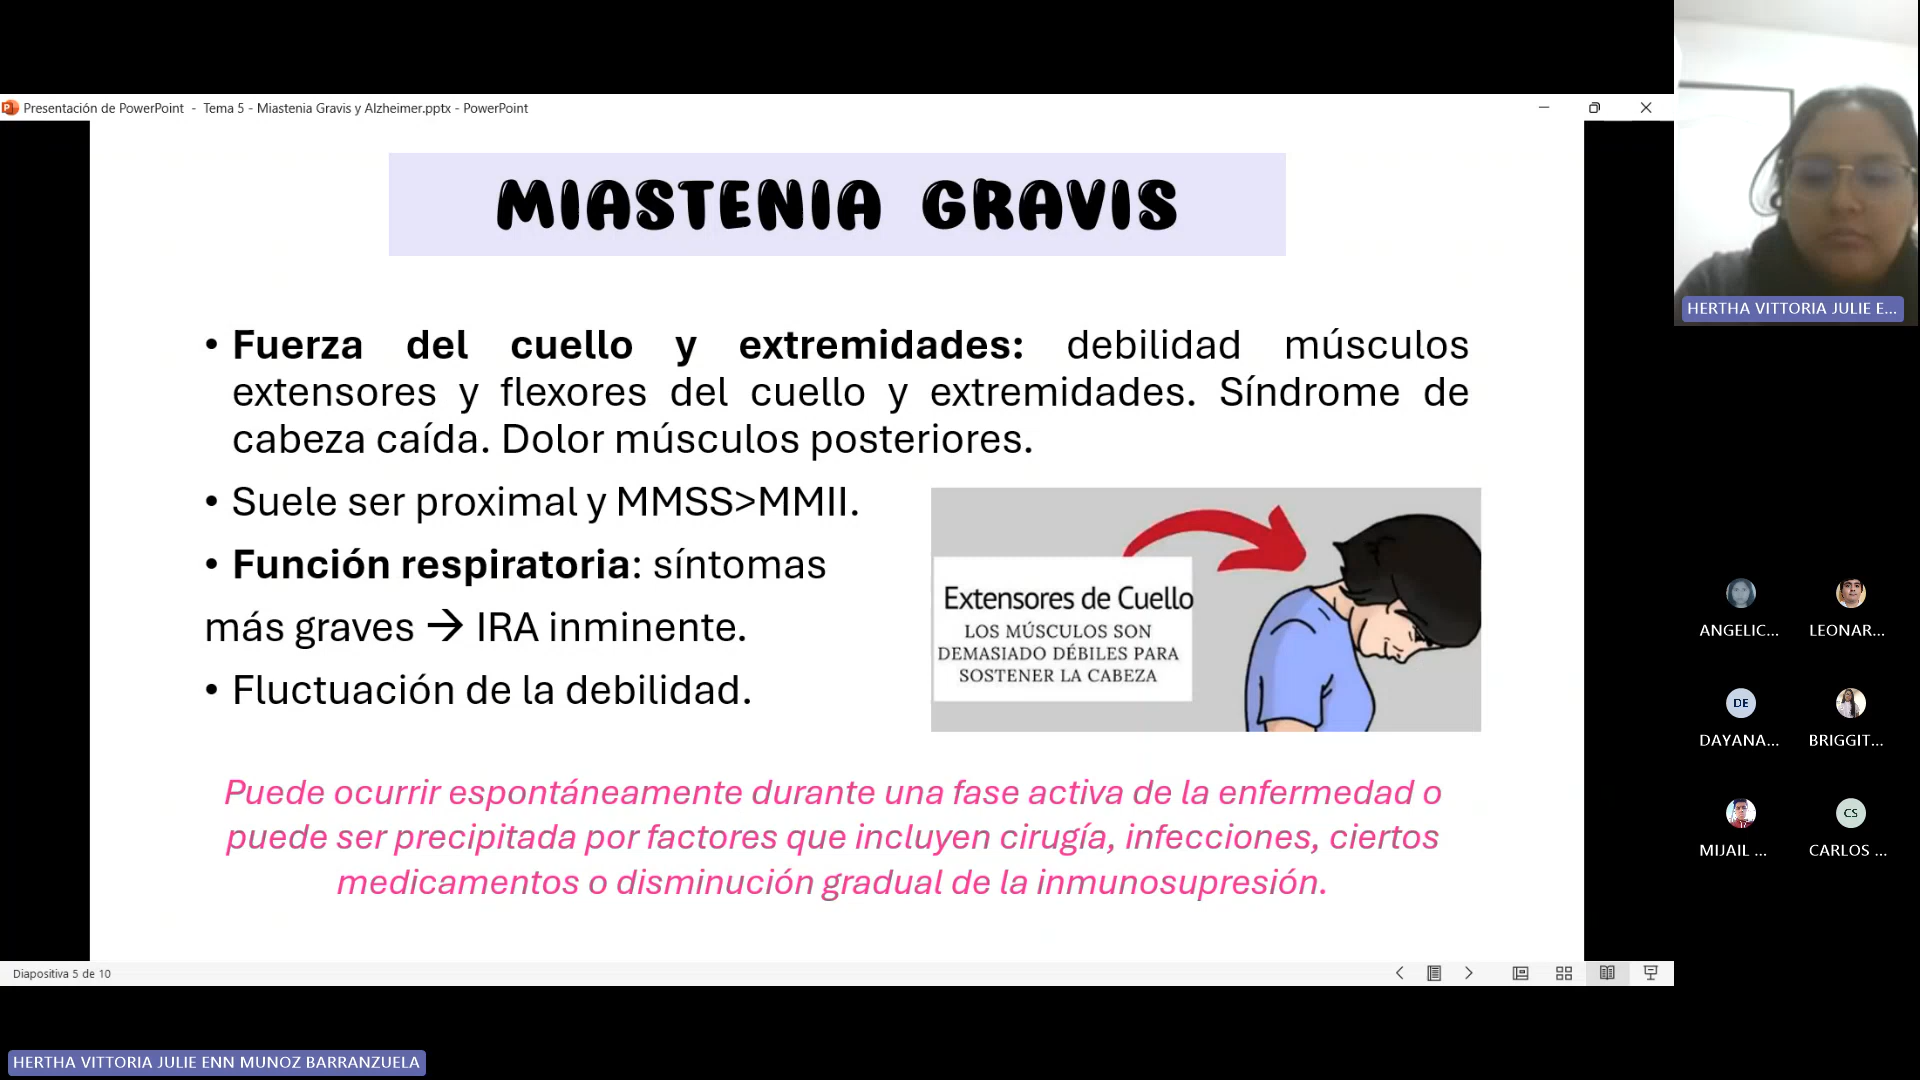 Presentación de PowerPoint - Tema 5 - Miastenia Gravis y Alzheimer.pptx - PowerPoint
MIASTENIA GRAVIS
• Fuerza del cuello y extremidades: debilidad músculos
extensores y flexores del cuello y extremidades. Síndrome de
cabeza caída. Dolor músculos posteriores.
• Suele ser proximal y MMSS>MMII.
• Función respiratoria: síntomas
más graves → IRA inminente.
• Fluctuación de la debilidad.
Extensores de Cuello
LOS MÚSCULOS SON
DEMASIADO DÉBILES PARA
SOSTENER LA CABEZA
Puede ocurrir espontáneamente durante una fase activa de la enfermedad o
puede ser precipitada por factores que incluyen cirugía, infecciones, ciertos
medicamentos o disminución gradual de la inmunosupresión.
Diapositiva 5 de 10
HERTHA VITTORIA JULIE E...
ANGELIC...
LEONAR...
DE
DAYANA...
BRIGGIT...
MIJAIL ...
CS
CARLOS ...
HERTHA VITTORIA JULIE ENN MUNOZ BARRANZUELA